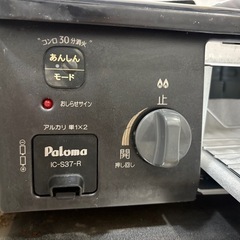 コンロ30分消火
あんしん
モード
おしらせサイン
アルカリ 単1×2
Paloma
IC-S37-R
止
開
押し回し